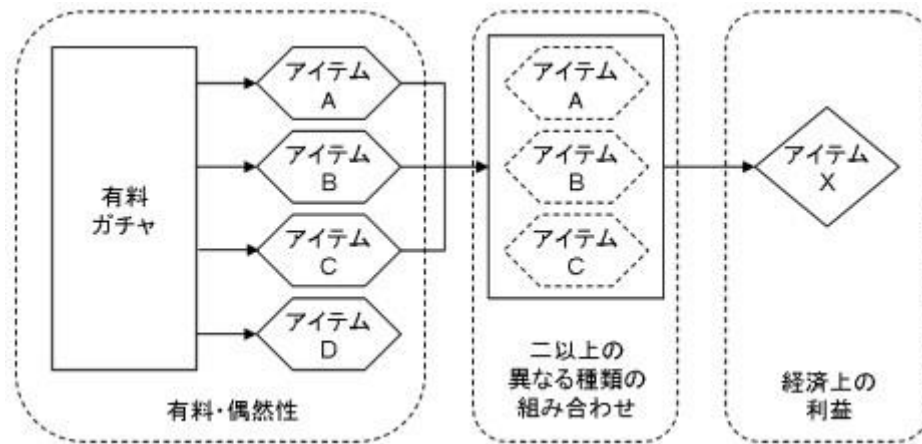 有料
ガチャ
アイテム
A
アイテム
B
アイテム
C
アイテム
D
有料・偶然性
アイテム
A
アイテム
B
アイテム
C
二以上の
異なる種類の
組み合わせ
アイテム
X
経済上の
利益